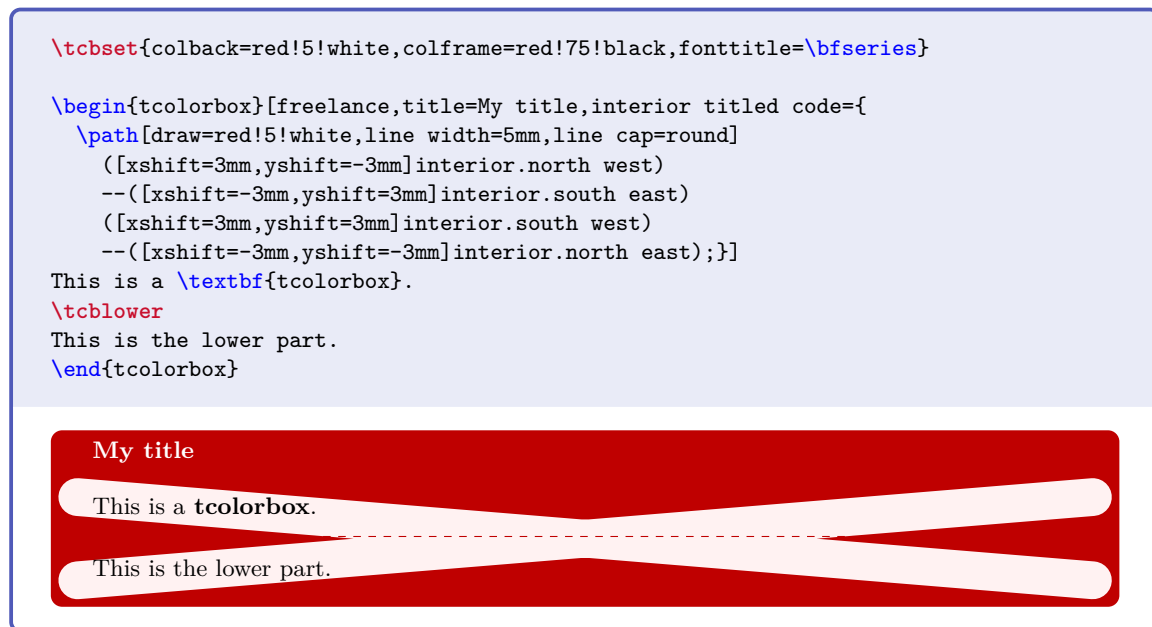 \tcbset{colback=red!5!white,colframe=red!75!black,fonttitle=\bfseries}
\begin{tcolorbox}[freelance,title=My title,interior titled code={
\path[draw=red!5!white,line width=5mm,line cap=round]
([xshift=3mm,yshift=-3mm]interior.north west)
--([xshift=-3mm,yshift=3mm]interior.south east)
([xshift=3mm,yshift=3mm]interior.south west)
--([xshift=-3mm,yshift=-3mm]interior.north east);}]
This is a \textbf{tcolorbox}.
\tcblower
This is the lower part.
\end{tcolorbox}
My title
This is a tcolorbox.
This is the lower part.